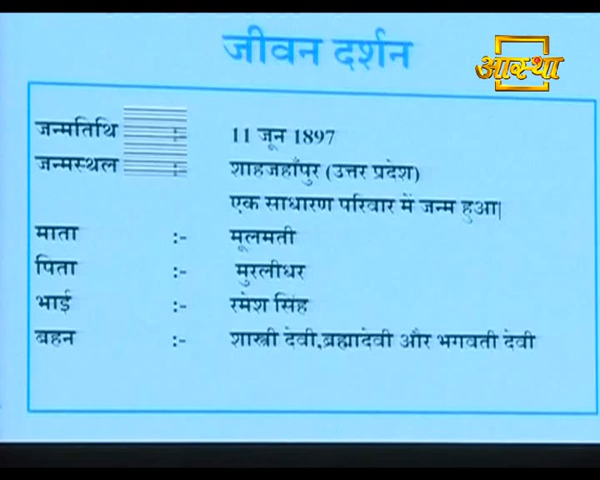 जीवन दर्शन
आस्था
जन्मतिथि :- 11 जून 1897
जन्मस्थल :- शाहजहाँपुर (उत्तर प्रदेश)
एक साधारण परिवार में जन्म हुआ|
माता :- मूलमती
पिता :- मुरलीधर
भाई :- रमेश सिंह
बहन :- शास्त्री देवी,ब्रह्मादेवी और भगवती देवी